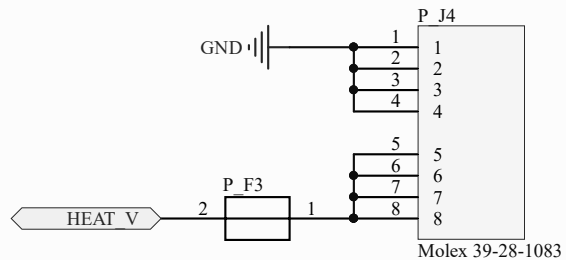 P_J4
GND
1 1
2 2
3 3
4 4
5 5
6 6
7 7
P_F3
HEAT_V 2 1 8 8
Molex 39-28-1083